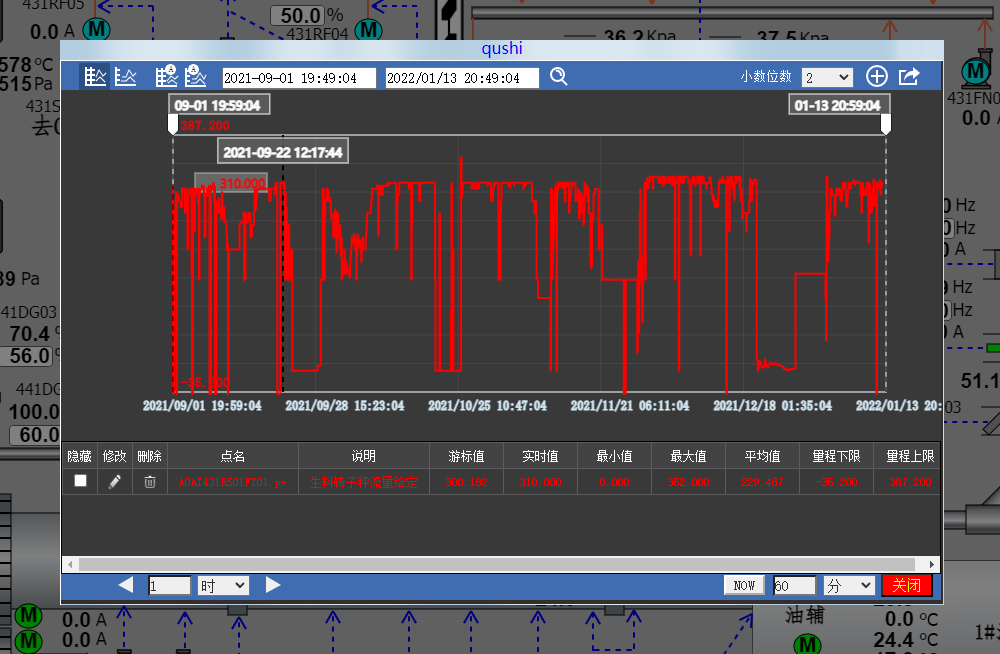 431RF05
50.0 %
0.0 A
M
431RF04
M
36.2 Kpa
37.5 Kpa
qushi
578 ℃
515 Pa
431S
去
2021-09-01 19:49:04
2022/01/13 20:49:04
小数位数
2
M
431FN0
0.0
09-01 19:59:04
01-13 20:59:04
387.200
2021-09-22 12:17:44
310.000
-35.200
2021/09/01 19:59:04
2021/09/28 15:23:04
2021/10/25 10:47:04
2021/11/21 06:11:04
2021/12/18 01:35:04
2022/01/13 20:
0 Hz
0 Hz
A
39 Pa
41DG03
70.4
56.0
441DG
100.0
60.0
Hz
Hz
A
51.1
03
隐藏 修改 删除 点名 说明 游标值 实时值 最小值 最大值 平均值 量程下限 量程上限
A0AI431RS01FT01_pv 生料转子秤流量给定 300.182 310.000 0.000 352.000 229.487 -35.200 387.200
1 时
NOW 60 分 关闭
M 0.0 A
M 0.0 A
油辅 0.0 ℃
M 24.4 ℃
1#